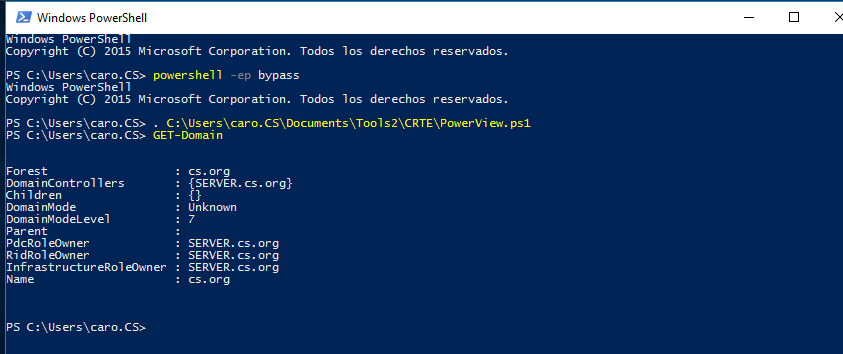 Windows PowerShell
Windows PowerShell
Copyright (C) 2015 Microsoft Corporation. Todos los derechos reservados.
PS C:\Users\caro.CS> powershell -ep bypass
Windows PowerShell
Copyright (C) 2015 Microsoft Corporation. Todos los derechos reservados.
PS C:\Users\caro.CS> . C:\Users\caro.CS\Documents\Tools2\CRTE\PowerView.ps1
PS C:\Users\caro.CS> GET-Domain
Forest : cs.org
DomainControllers : {SERVER.cs.org}
Children : {}
DomainMode : Unknown
DomainModeLevel : 7
Parent :
PdcRoleOwner : SERVER.cs.org
RidRoleOwner : SERVER.cs.org
InfrastructureRoleOwner : SERVER.cs.org
Name : cs.org
PS C:\Users\caro.CS>